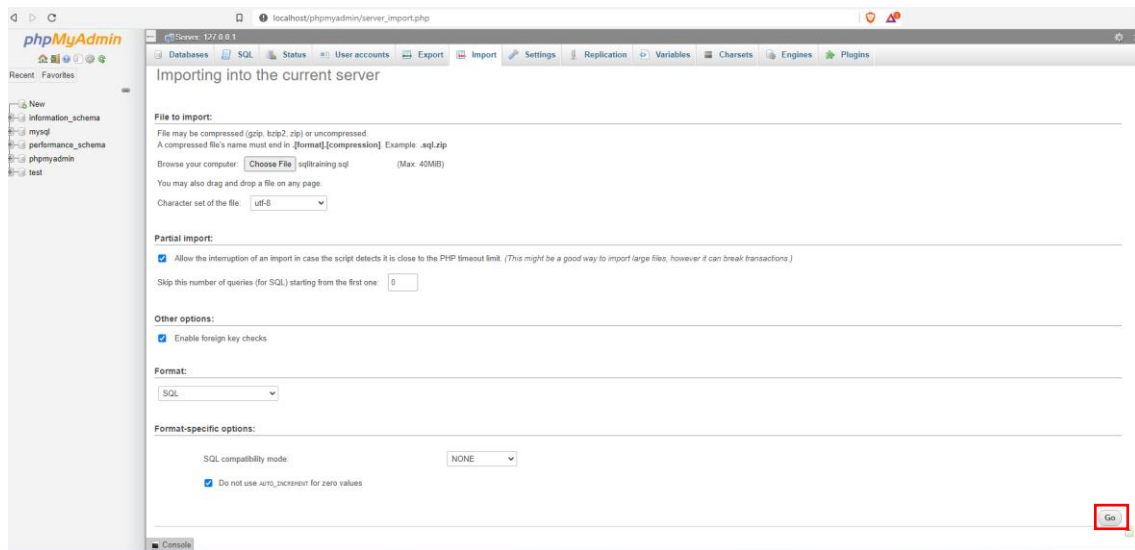 localhost/phpmyadmin/server_import.php
phpMyAdmin
Recent Favorites
New
information_schema
mysql
performance_schema
phpmyadmin
test
Server: 127.0.0.1
Databases SQL Status User accounts Export Import Settings Replication Variables Charsets Engines Plugins
Importing into the current server
File to import:
File may be compressed (gzip, bzip2, zip) or uncompressed.
A compressed file's name must end in .[format].[compression]. Example: .sql.zip
Browse your computer: Choose File sqlitraining.sql (Max: 40MiB)
You may also drag and drop a file on any page.
Character set of the file: utf-8
Partial import:
Allow the interruption of an import in case the script detects it is close to the PHP timeout limit. (This might be a good way to import large files, however it can break transactions.)
Skip this number of queries (for SQL) starting from the first one: 0
Other options:
Enable foreign key checks
Format:
SQL
Format-specific options:
SQL compatibility mode: NONE
Do not use AUTO_INCREMENT for zero values
Go
Console